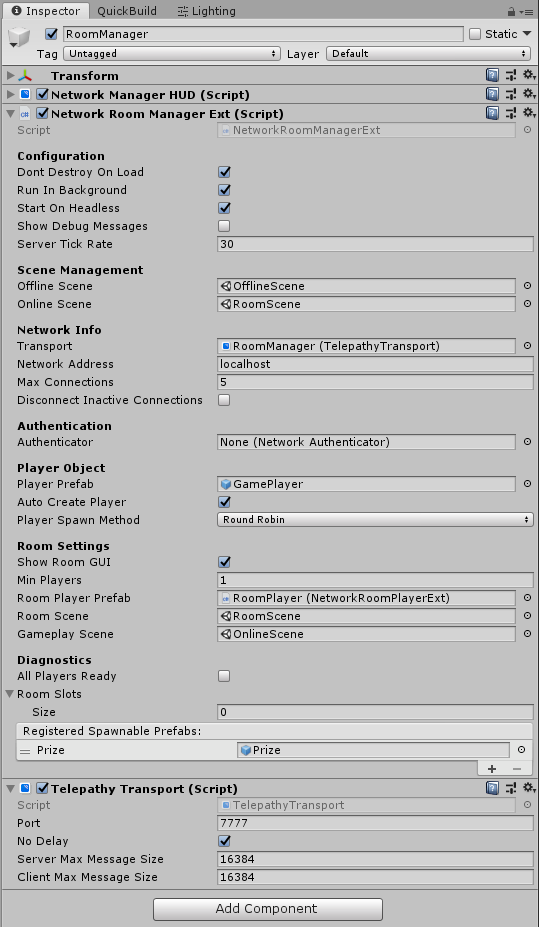 Inspector QuickBuild Lighting
RoomManager Static
Tag Untagged Layer Default
Transform
Network Manager HUD (Script)
Network Room Manager Ext (Script)
Script NetworkRoomManagerExt
Configuration
Dont Destroy On Load
Run In Background
Start On Headless
Show Debug Messages
Server Tick Rate 30
Scene Management
Offline Scene OfflineScene
Online Scene RoomScene
Network Info
Transport RoomManager (TelepathyTransport)
Network Address localhost
Max Connections 5
Disconnect Inactive Connections
Authentication
Authenticator None (Network Authenticator)
Player Object
Player Prefab GamePlayer
Auto Create Player
Player Spawn Method Round Robin
Room Settings
Show Room GUI
Min Players 1
Room Player Prefab RoomPlayer (NetworkRoomPlayerExt)
Room Scene RoomScene
Gameplay Scene OnlineScene
Diagnostics
All Players Ready
Room Slots
Size 0
Registered Spawnable Prefabs:
Prize Prize
Telepathy Transport (Script)
Script TelepathyTransport
Port 7777
No Delay
Server Max Message Size 16384
Client Max Message Size 16384
Add Component